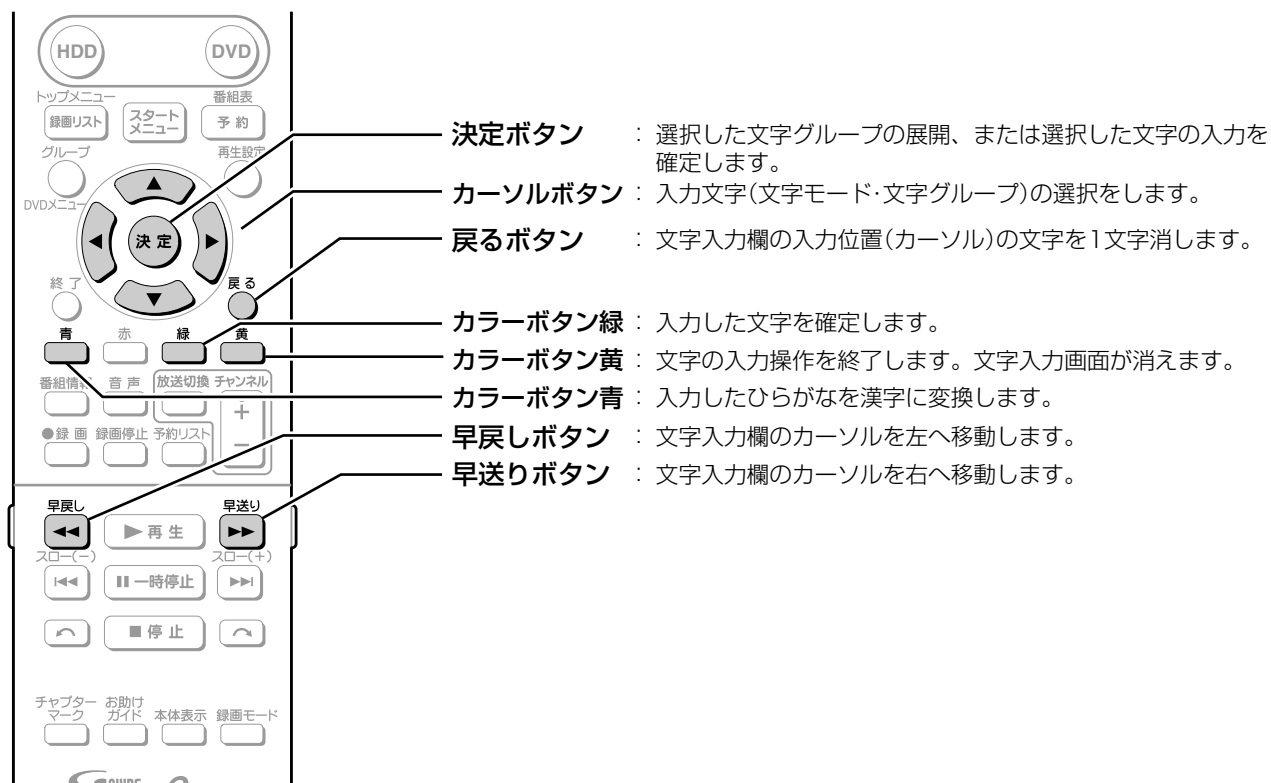 HDD DVD
トップメニュー 番組表
録画リスト スタートメニュー 予約
グループ 再生設定
DVDメニュー
決定
終了 戻る
青 赤 緑 黄
音声 放送切換 チャンネル
+
●録画 録画停止 予約リスト
−
早戻し 早送り
◀◀ ▶再生 ▶▶
スロー(−) スロー(+)
|◀◀ ❚❚一時停止 ▶▶|
■停止
チャプターマーク お助けガイド 本体表示 録画モード
決定ボタン : 選択した文字グループの展開、または選択した文字の入力を
確定します。
カーソルボタン : 入力文字(文字モード・文字グループ)の選択をします。
戻るボタン : 文字入力欄の入力位置(カーソル)の文字を1文字消します。
カラーボタン緑 : 入力した文字を確定します。
カラーボタン黄 : 文字の入力操作を終了します。文字入力画面が消えます。
カラーボタン青 : 入力したひらがなを漢字に変換します。
早戻しボタン : 文字入力欄のカーソルを左へ移動します。
早送りボタン : 文字入力欄のカーソルを右へ移動します。